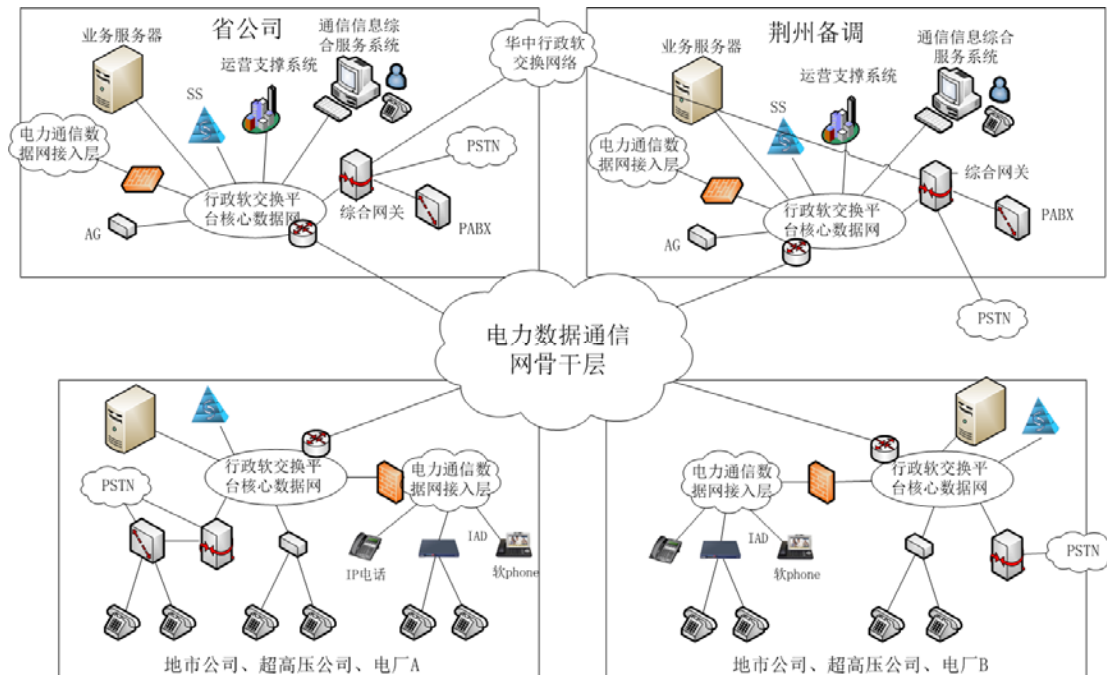 省公司
业务服务器
通信信息综
合服务系统
运营支撑系统
SS
电力通信数
据网接入层
行政软交换平
台核心数据网
AG
综合网关
PSTN
PABX
华中行政软
交换网络
荆州备调
业务服务器
通信信息综合
服务系统
运营支撑系统
SS
电力通信数
据网接入层
行政软交换平
台核心数据网
AG
综合网关
PABX
PSTN
电力数据通信
网骨干层
行政软交换平
台核心数据网
PSTN
电力通信数
据网接入层
IAD
IP电话
软phone
地市公司、超高压公司、电厂A
行政软交换平
台核心数据网
电力通信数
据网接入层
IAD
软phone
PSTN
地市公司、超高压公司、电厂B